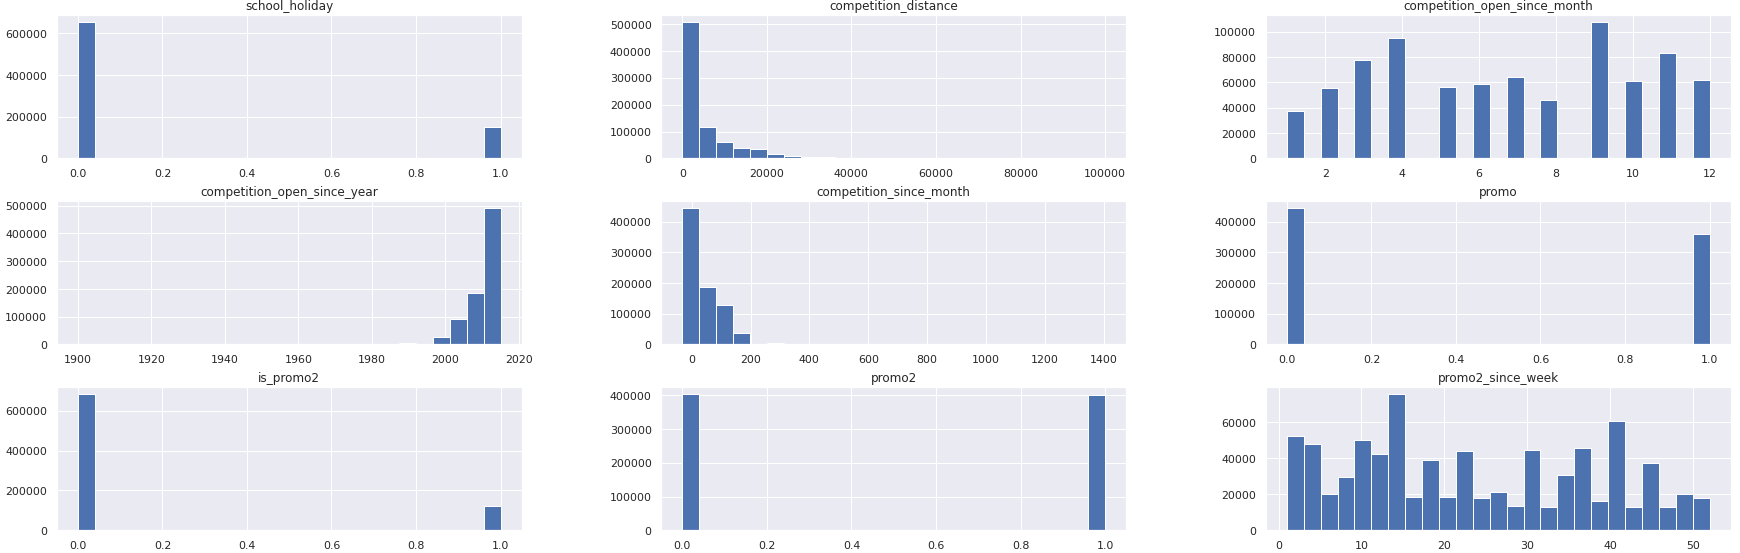 school_holiday
600000
400000
200000
0
0.0 0.2 0.4 0.6 0.8 1.0
competition_distance
500000
400000
300000
200000
100000
0
0 20000 40000 60000 80000 100000
competition_open_since_month
100000
80000
60000
40000
20000
0
2 4 6 8 10 12
competition_open_since_year
500000
400000
300000
200000
100000
0
1900 1920 1940 1960 1980 2000 2020
competition_since_month
400000
300000
200000
100000
0
0 200 400 600 800 1000 1200 1400
promo
400000
300000
200000
100000
0
0.0 0.2 0.4 0.6 0.8 1.0
is_promo2
600000
400000
200000
0
0.0 0.2 0.4 0.6 0.8 1.0
promo2
400000
300000
200000
100000
0
0.0 0.2 0.4 0.6 0.8 1.0
promo2_since_week
60000
40000
20000
0
0 10 20 30 40 50